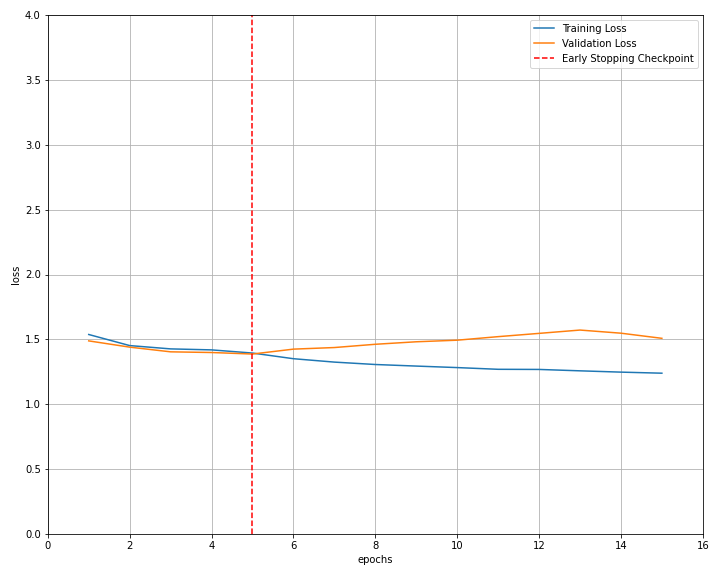 4.0
3.5
3.0
2.5
2.0
1.5
1.0
0.5
0.0
loss
0 2 4 6 8 10 12 14 16
epochs
Training Loss
Validation Loss
Early Stopping Checkpoint